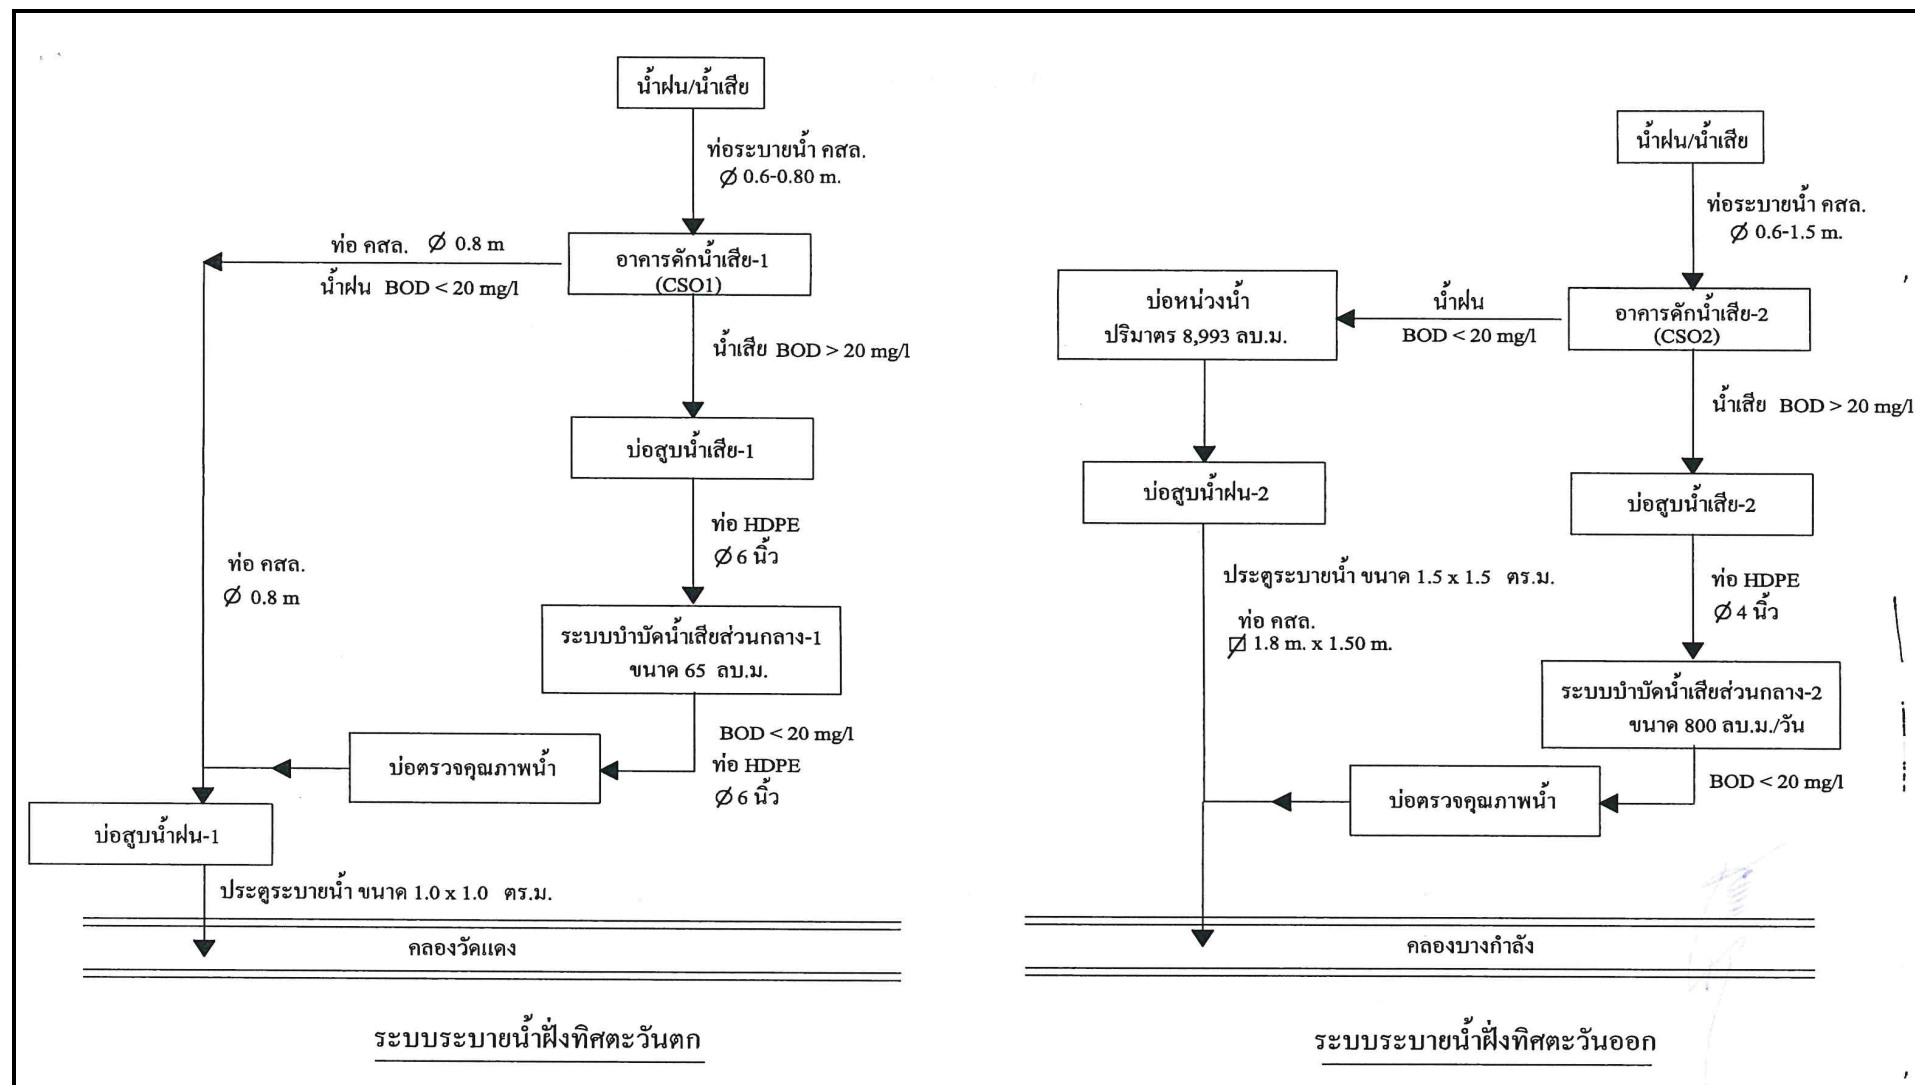 น้ำฝน/น้ำเสีย
ท่อระบายน้ำ คสล.
Ø 0.6-0.80 m.
ท่อ คสล. Ø 0.8 m
น้ำฝน BOD < 20 mg/l
อาคารดักน้ำเสีย-1
(CSO1)
น้ำเสีย BOD > 20 mg/l
บ่อสูบน้ำเสีย-1
ท่อ HDPE
Ø 6 นิ้ว
ท่อ คสล.
Ø 0.8 m
ระบบบำบัดน้ำเสียส่วนกลาง-1
ขนาด 65 ลบ.ม.
BOD < 20 mg/l
ท่อ HDPE
Ø 6 นิ้ว
บ่อตรวจคุณภาพน้ำ
บ่อสูบน้ำฝน-1
ประตูระบายน้ำ ขนาด 1.0 x 1.0 ตร.ม.
คลองวัดแดง
ระบบระบายน้ำฝั่งทิศตะวันตก
น้ำฝน/น้ำเสีย
ท่อระบายน้ำ คสล.
Ø 0.6-1.5 m.
บ่อหน่วงน้ำ
ปริมาตร 8,993 ลบ.ม.
น้ำฝน
BOD < 20 mg/l
อาคารดักน้ำเสีย-2
(CSO2)
น้ำเสีย BOD > 20 mg/l
บ่อสูบน้ำฝน-2
บ่อสูบน้ำเสีย-2
ประตูระบายน้ำ ขนาด 1.5 x 1.5 ตร.ม.
ท่อ คสล.
1.8 m. x 1.50 m.
ท่อ HDPE
Ø 4 นิ้ว
ระบบบำบัดน้ำเสียส่วนกลาง-2
ขนาด 800 ลบ.ม./วัน
BOD < 20 mg/l
บ่อตรวจคุณภาพน้ำ
คลองบางกำลัง
ระบบระบายน้ำฝั่งทิศตะวันออก